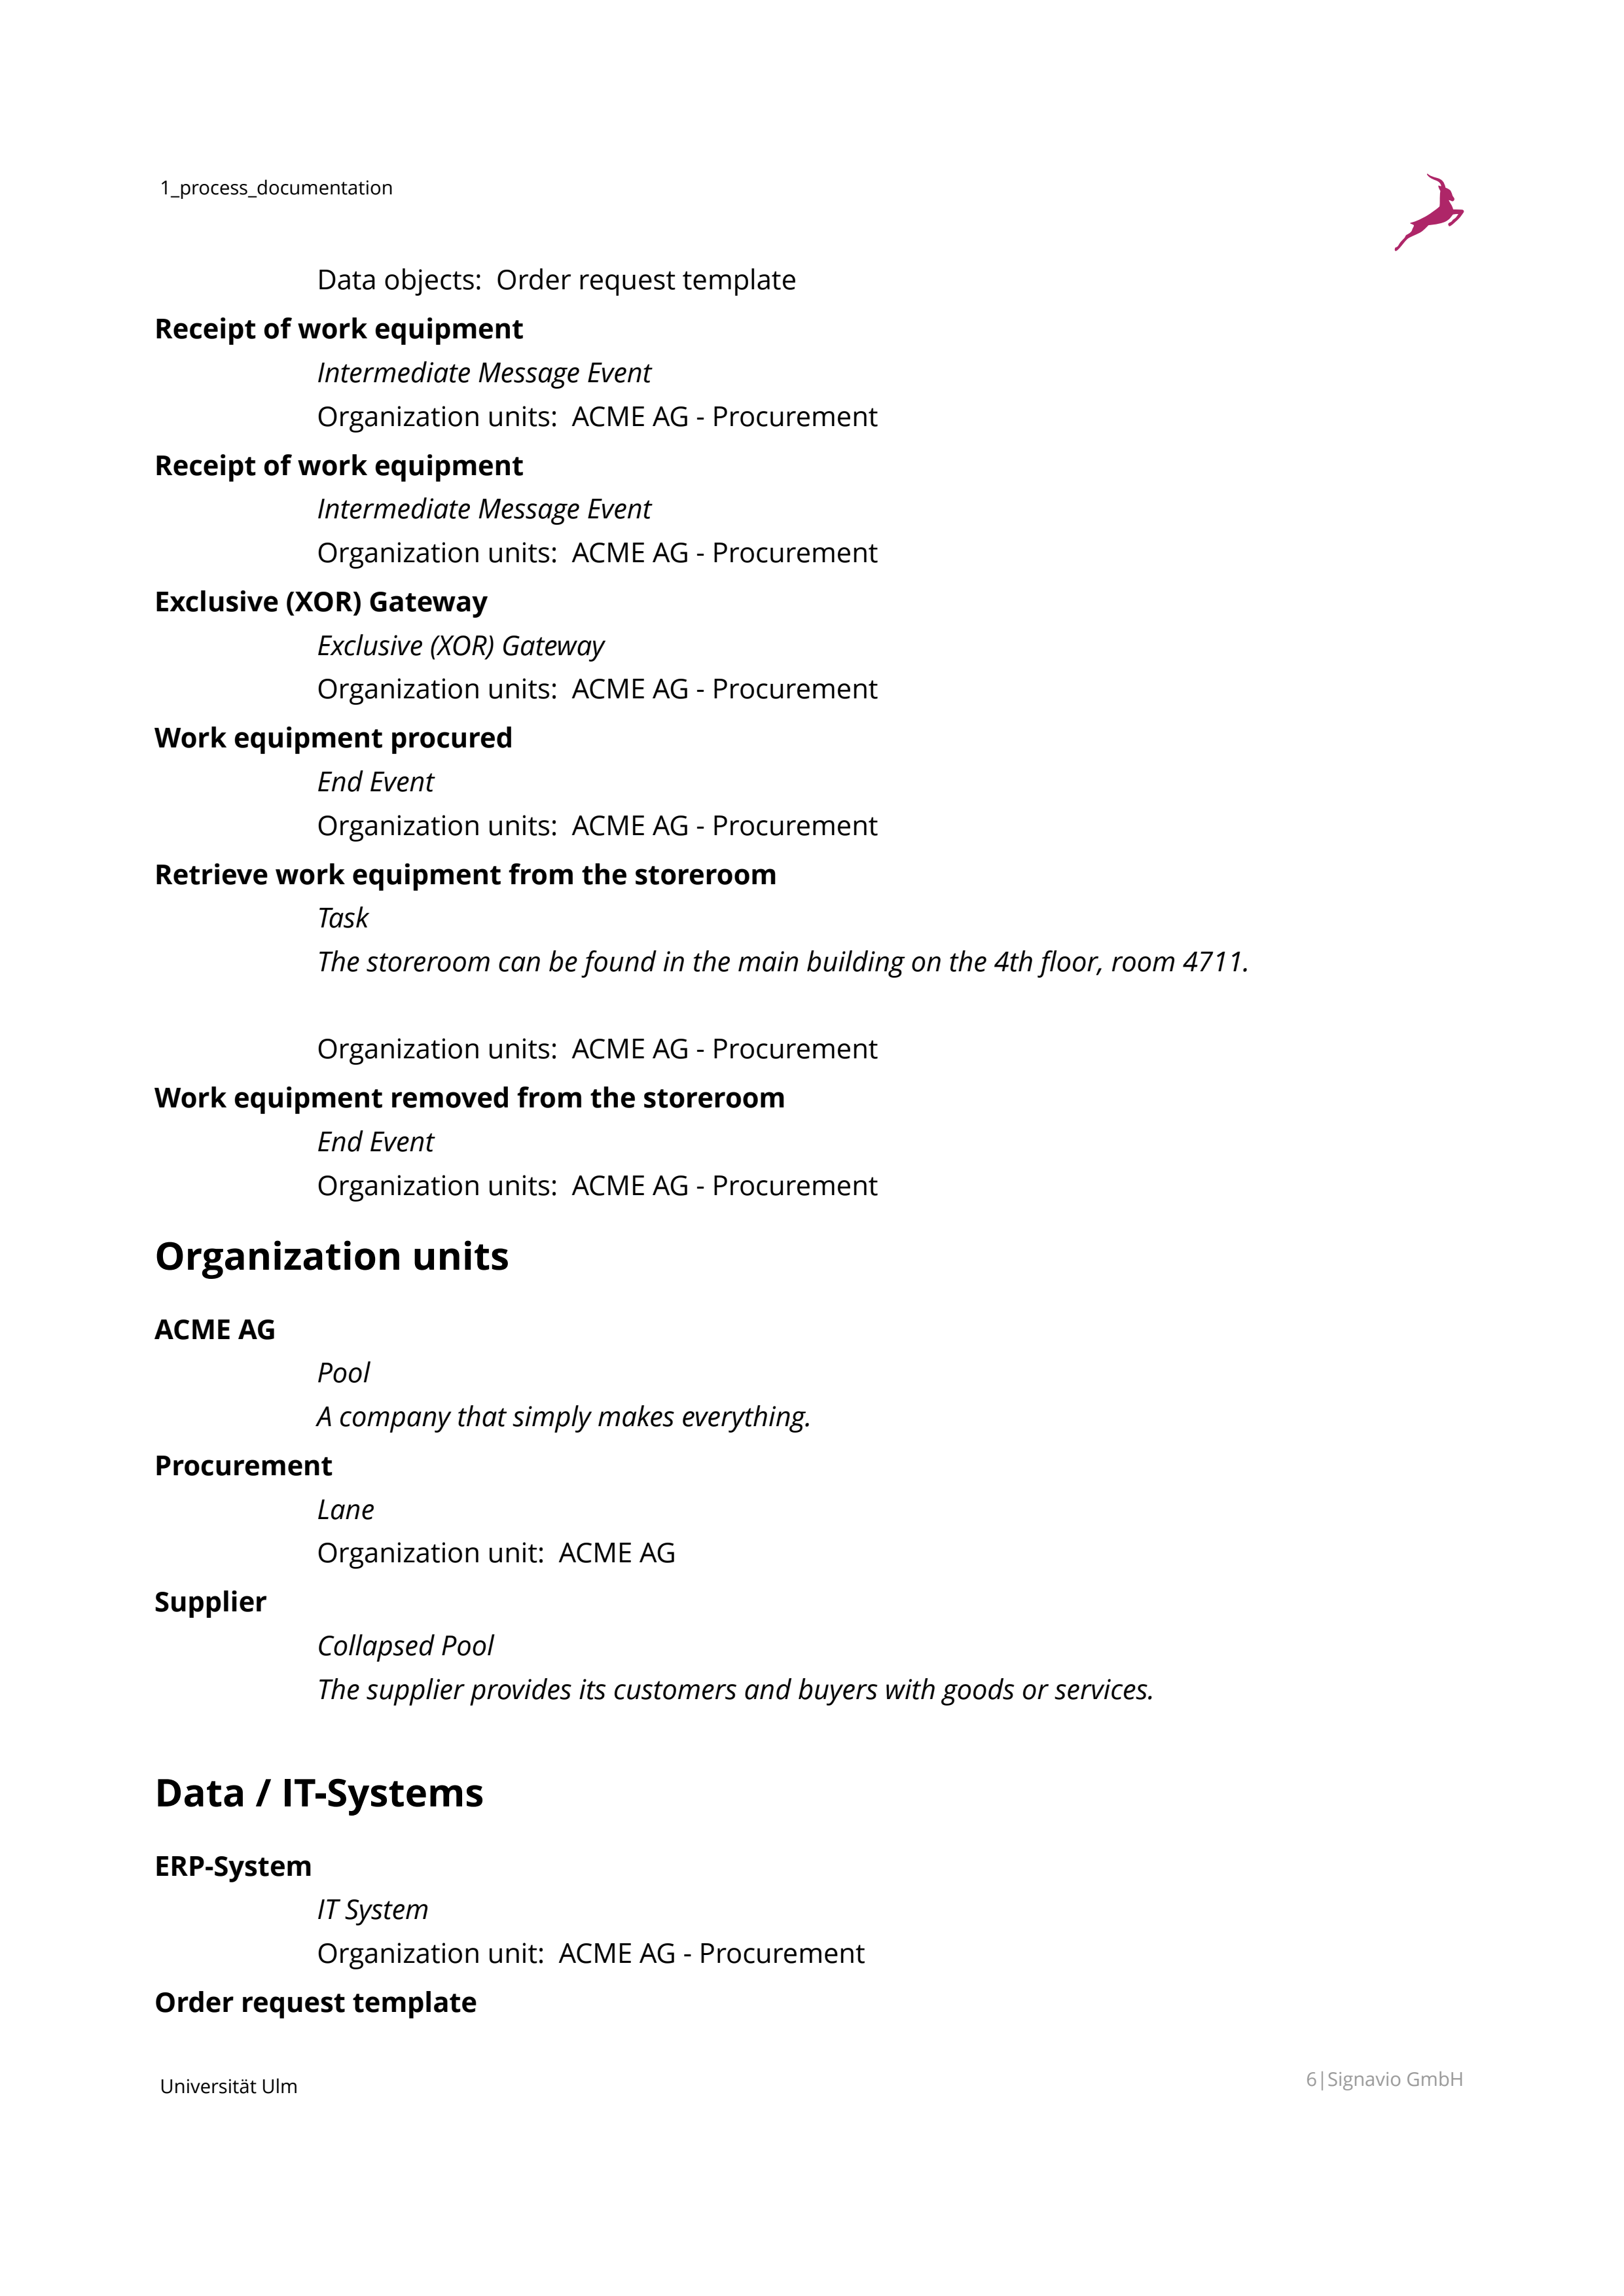 1_process_documentation
Data objects:  Order request template
Receipt of work equipment
Intermediate Message Event
Organization units:  ACME AG - Procurement
Receipt of work equipment
Intermediate Message Event
Organization units:  ACME AG - Procurement
Exclusive (XOR) Gateway
Exclusive (XOR) Gateway
Organization units:  ACME AG - Procurement
Work equipment procured
End Event
Organization units:  ACME AG - Procurement
Retrieve work equipment from the storeroom
Task
The storeroom can be found in the main building on the 4th floor, room 4711.
Organization units:  ACME AG - Procurement
Work equipment removed from the storeroom
End Event
Organization units:  ACME AG - Procurement
Organization units
ACME AG
Pool
A company that simply makes everything.
Procurement
Lane
Organization unit:  ACME AG
Supplier
Collapsed Pool
The supplier provides its customers and buyers with goods or services.
Data / IT-Systems
ERP-System
IT System
Organization unit:  ACME AG - Procurement
Order request template
Universität Ulm
6|Signavio GmbH